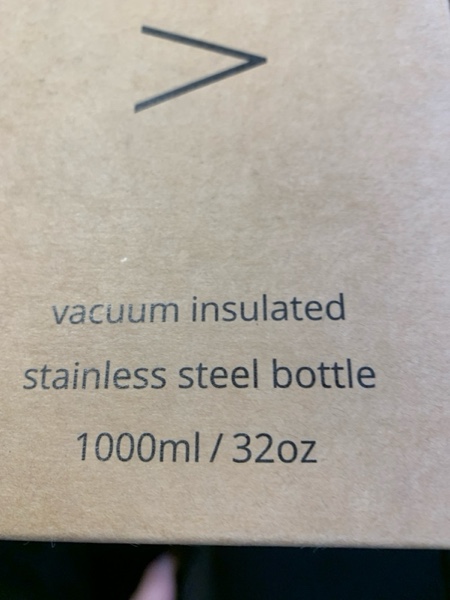 >
vacuum insulated
stainless steel bottle
1000ml / 32oz